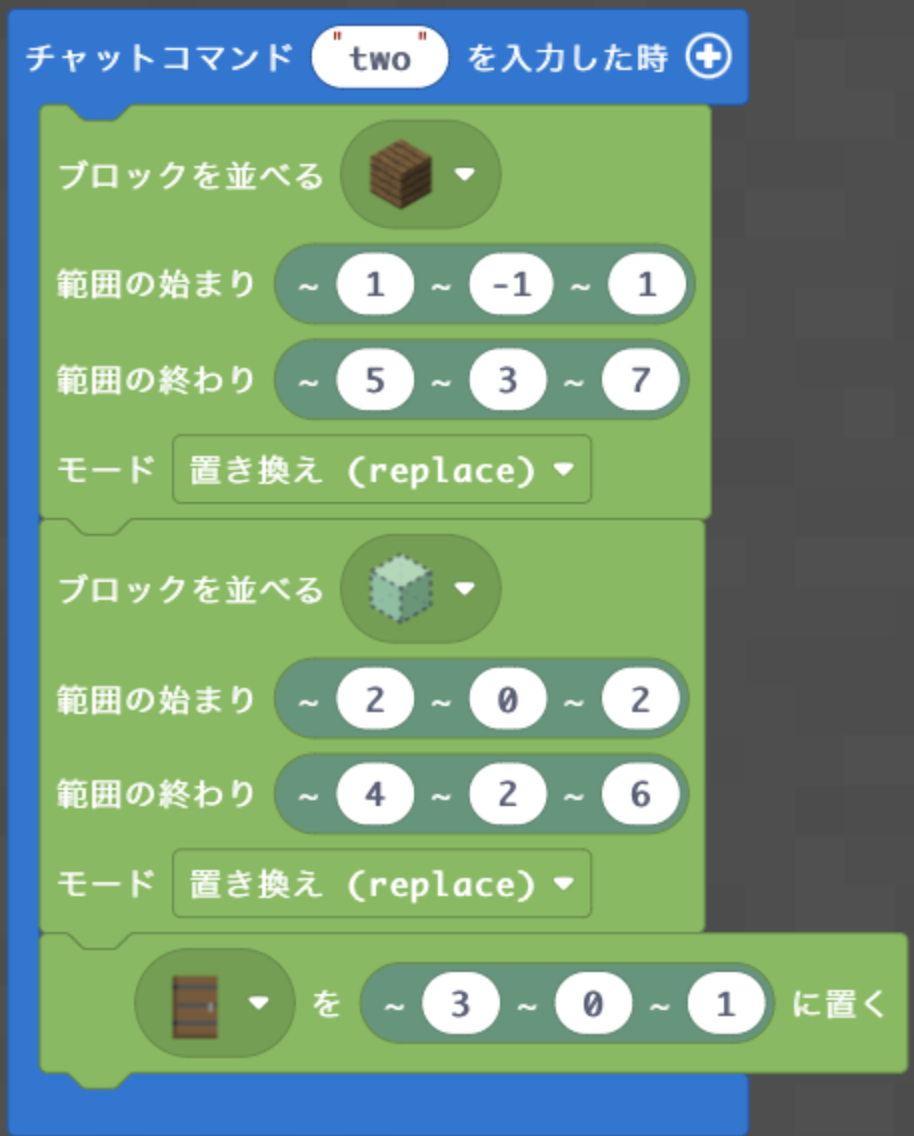 チャットコマンド "two" を入力した時
ブロックを並べる
範囲の始まり ~ 1 ~ -1 ~ 1
範囲の終わり ~ 5 ~ 3 ~ 7
モード 置き換え (replace)
ブロックを並べる
範囲の始まり ~ 2 ~ 0 ~ 2
範囲の終わり ~ 4 ~ 2 ~ 6
モード 置き換え (replace)
を ~ 3 ~ 0 ~ 1 に置く